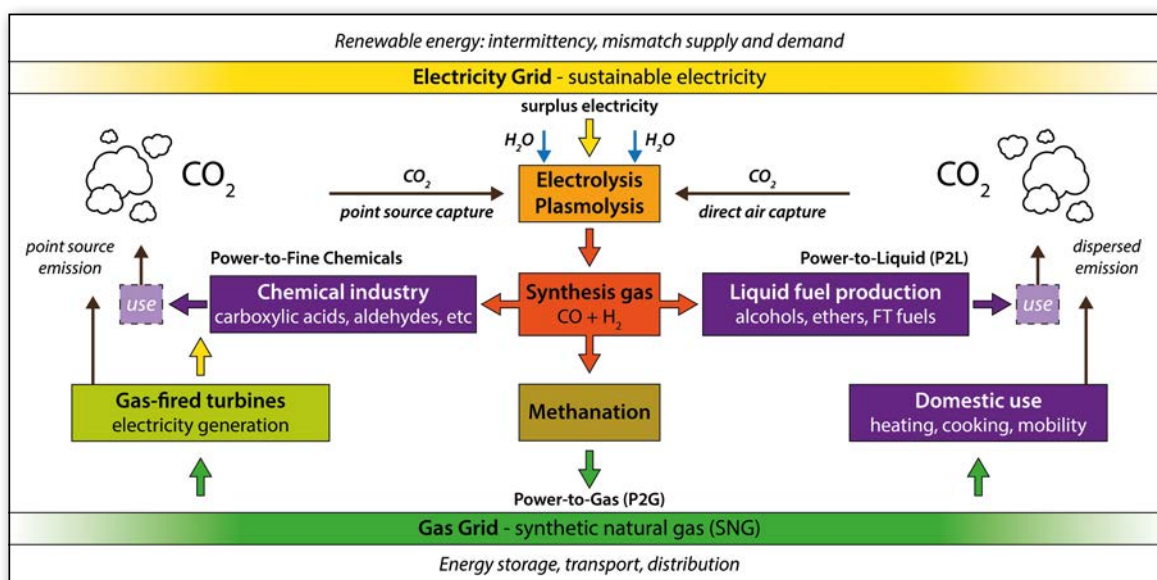 Renewable energy: intermittency, mismatch supply and demand
Electricity Grid - sustainable electricity
surplus electricity
H₂O
H₂O
CO₂
CO₂
point source capture
Electrolysis
Plasmolysis
CO₂
direct air capture
CO₂
point source
emission
dispersed
emission
Power-to-Fine Chemicals
Power-to-Liquid (P2L)
use
Chemical industry
carboxylic acids, aldehydes, etc
Synthesis gas
CO + H₂
Liquid fuel production
alcohols, ethers, FT fuels
use
Gas-fired turbines
electricity generation
Methanation
Domestic use
heating, cooking, mobility
Power-to-Gas (P2G)
Gas Grid - synthetic natural gas (SNG)
Energy storage, transport, distribution